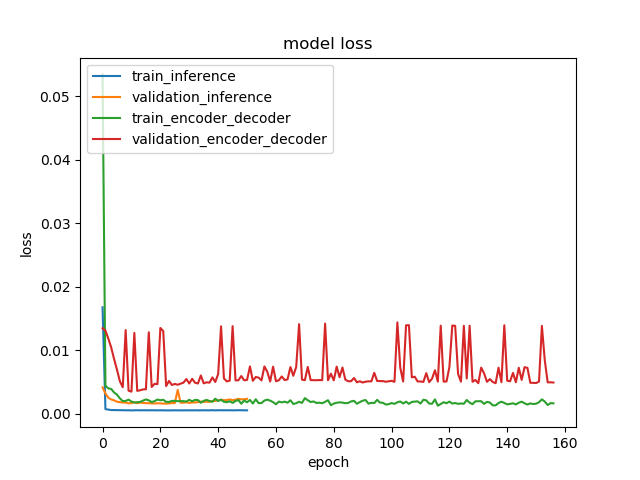 model loss
train_inference
validation_inference
train_encoder_decoder
validation_encoder_decoder
0.05
0.04
0.03
0.02
0.01
0.00
loss
0 20 40 60 80 100 120 140 160
epoch